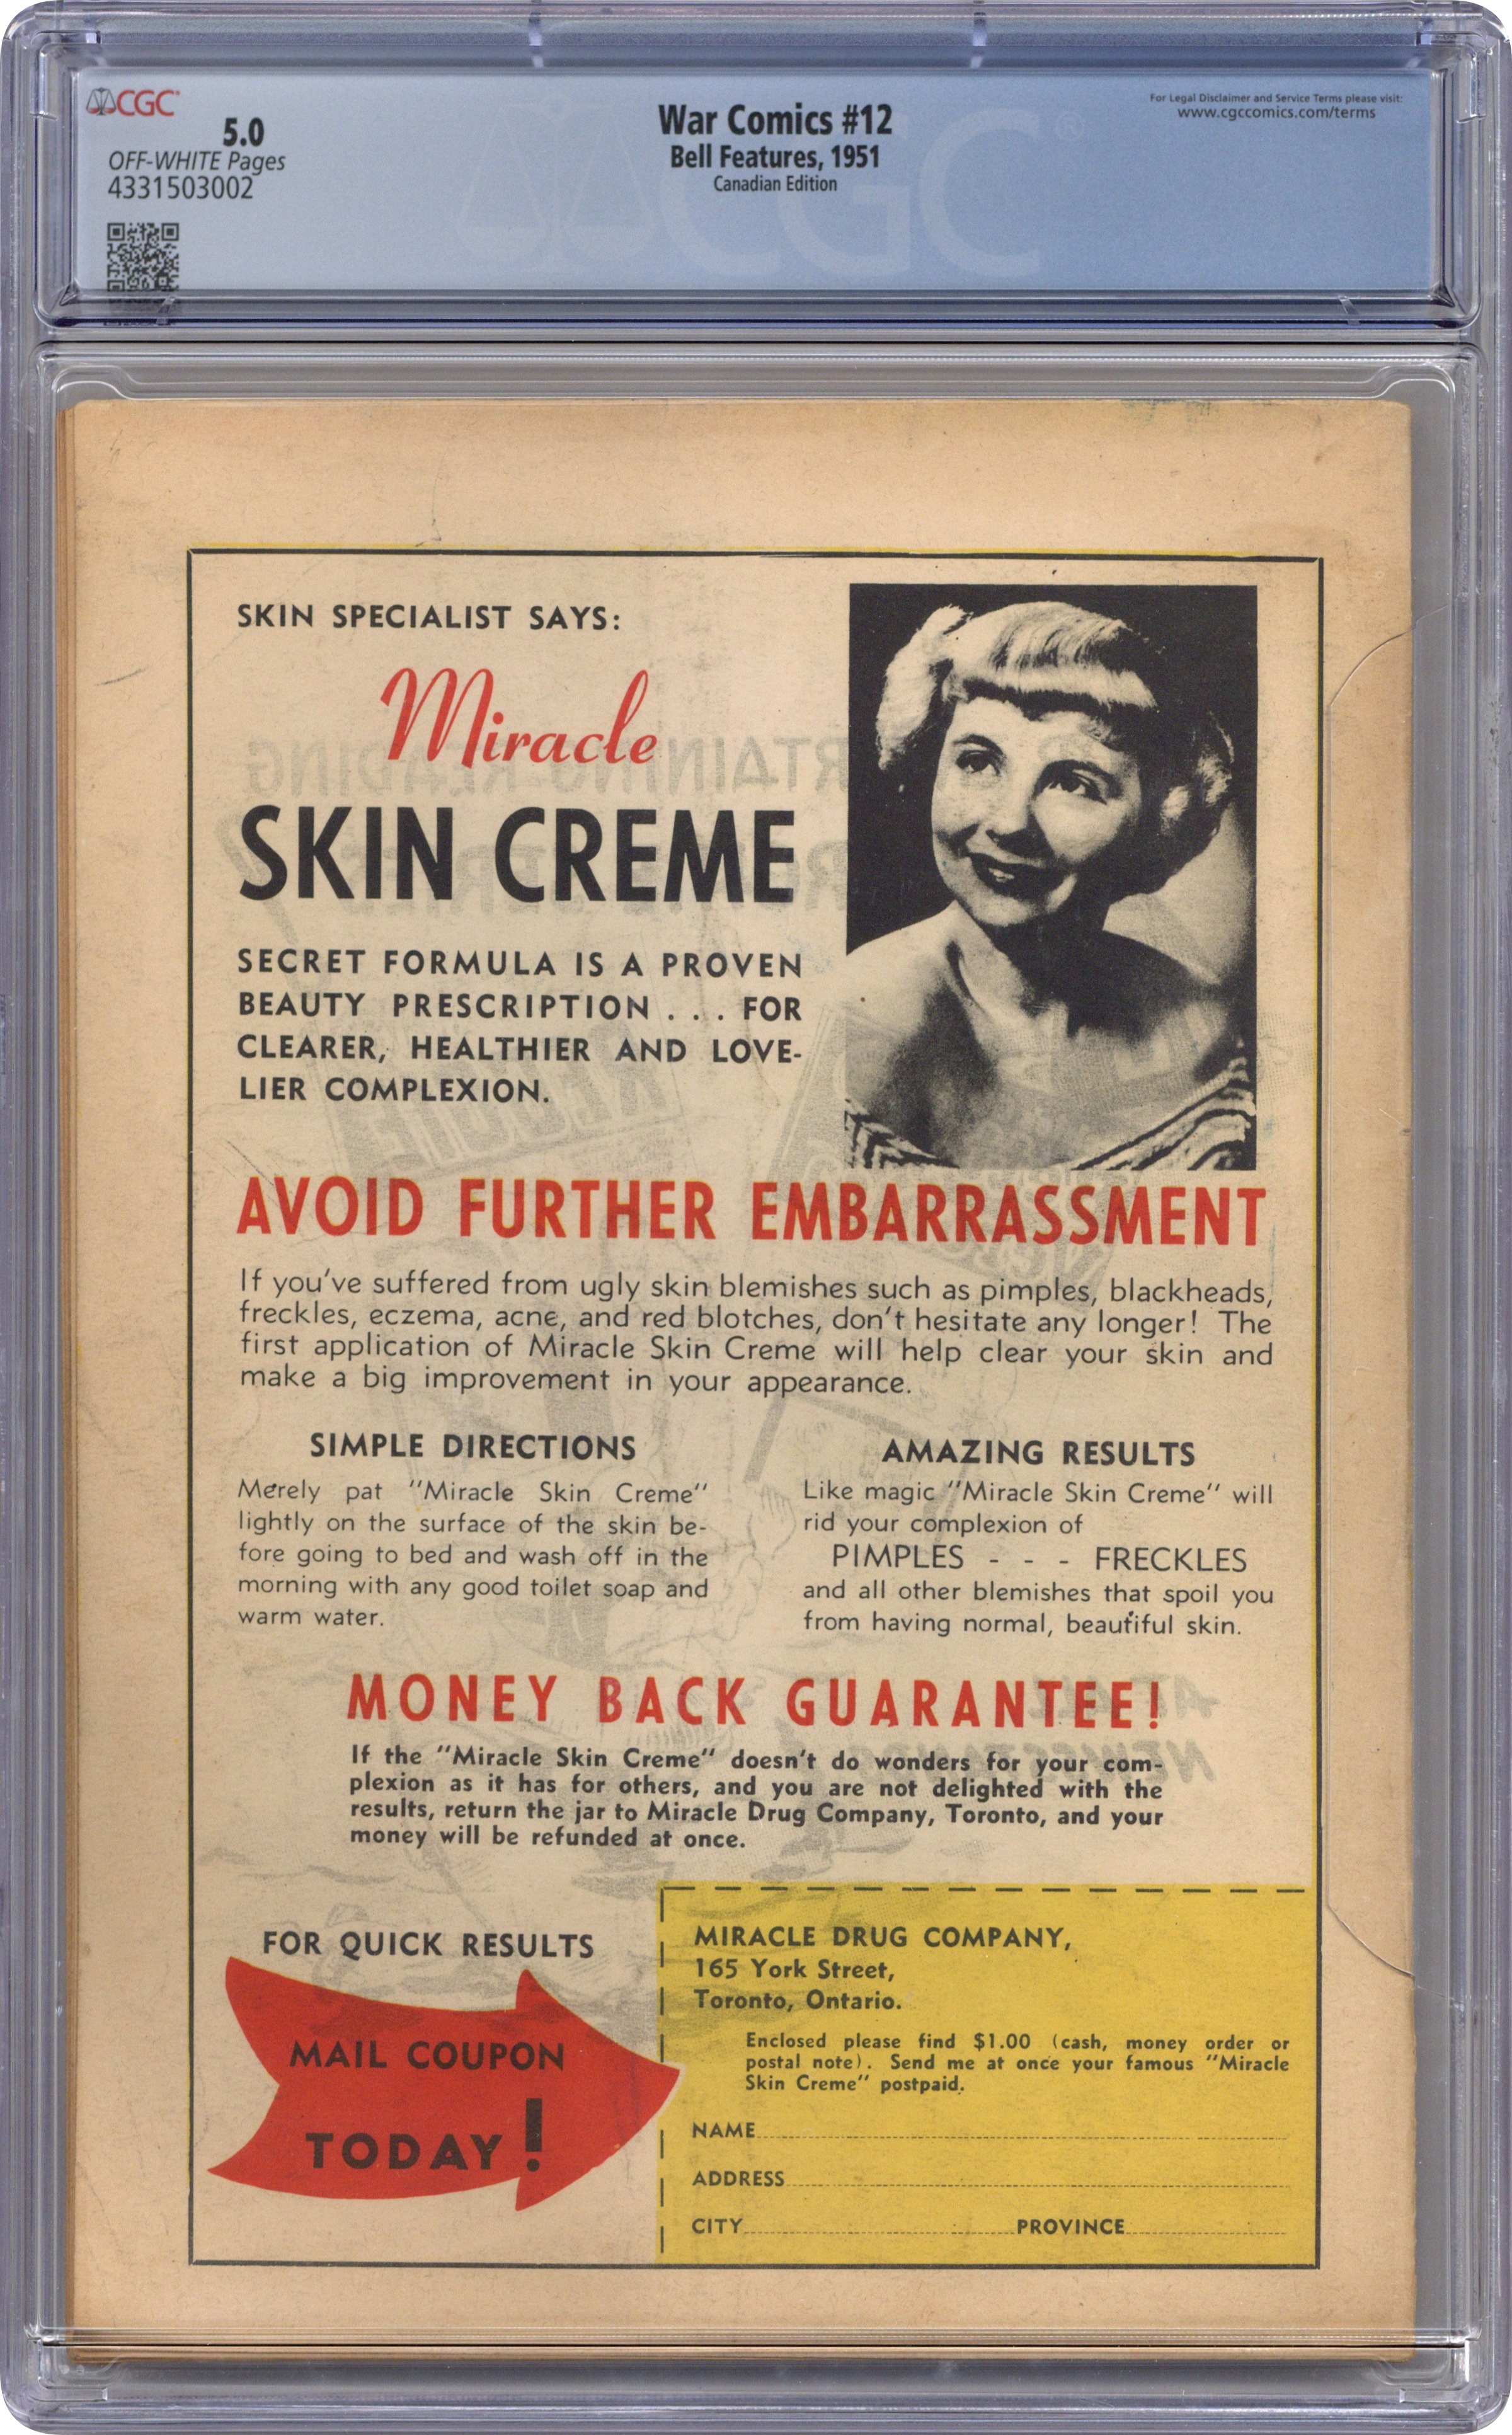 CGC
5.0
OFF-WHITE Pages
4331503002
War Comics #12
Bell Features, 1951
Canadian Edition
For Legal Disclaimer and Service Terms please visit:
www.cgccomics.com/terms
SKIN SPECIALIST SAYS:
Miracle
SKIN CREME
SECRET FORMULA IS A PROVEN
BEAUTY PRESCRIPTION . . . FOR
CLEARER, HEALTHIER AND LOVE-
LIER COMPLEXION.
AVOID FURTHER EMBARRASSMENT
If you've suffered from ugly skin blemishes such as pimples, blackheads,
freckles, eczema, acne, and red blotches, don't hesitate any longer! The
first application of Miracle Skin Creme will help clear your skin and
make a big improvement in your appearance.
SIMPLE DIRECTIONS
Merely pat "Miracle Skin Creme"
lightly on the surface of the skin be-
fore going to bed and wash off in the
morning with any good toilet soap and
warm water.
AMAZING RESULTS
Like magic "Miracle Skin Creme" will
rid your complexion of
PIMPLES - - - FRECKLES
and all other blemishes that spoil you
from having normal, beautiful skin.
MONEY BACK GUARANTEE!
If the "Miracle Skin Creme" doesn't do wonders for your com-
plexion as it has for others, and you are not delighted with the
results, return the jar to Miracle Drug Company, Toronto, and your
money will be refunded at once.
FOR QUICK RESULTS
MAIL COUPON
TODAY!
MIRACLE DRUG COMPANY,
165 York Street,
Toronto, Ontario.
Enclosed please find $1.00 (cash, money order or
postal note). Send me at once your famous "Miracle
Skin Creme" postpaid.
NAME
ADDRESS
CITY PROVINCE